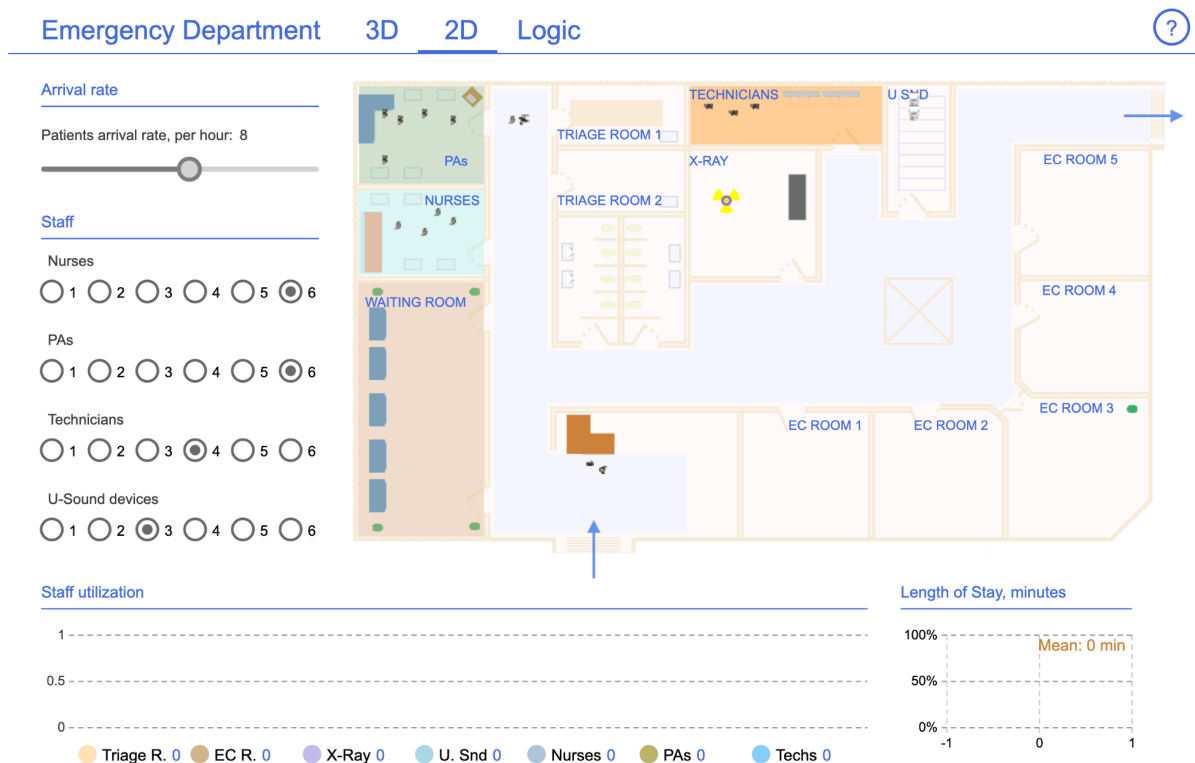 Emergency Department 3D 2D Logic ?
Arrival rate
Patients arrival rate, per hour: 8
Staff
Nurses
1 2 3 4 5 6
PAs
1 2 3 4 5 6
Technicians
1 2 3 4 5 6
U-Sound devices
1 2 3 4 5 6
TECHNICIANS
U SND
TRIAGE ROOM 1
PAs
X-RAY
EC ROOM 5
NURSES
TRIAGE ROOM 2
WAITING ROOM
EC ROOM 4
EC ROOM 3
EC ROOM 1
EC ROOM 2
Staff utilization
1
0.5
0
Triage R. 0 EC R. 0 X-Ray 0 U. Snd 0 Nurses 0 PAs 0 Techs 0
Length of Stay, minutes
100%
Mean: 0 min
50%
0%
-1 0 1